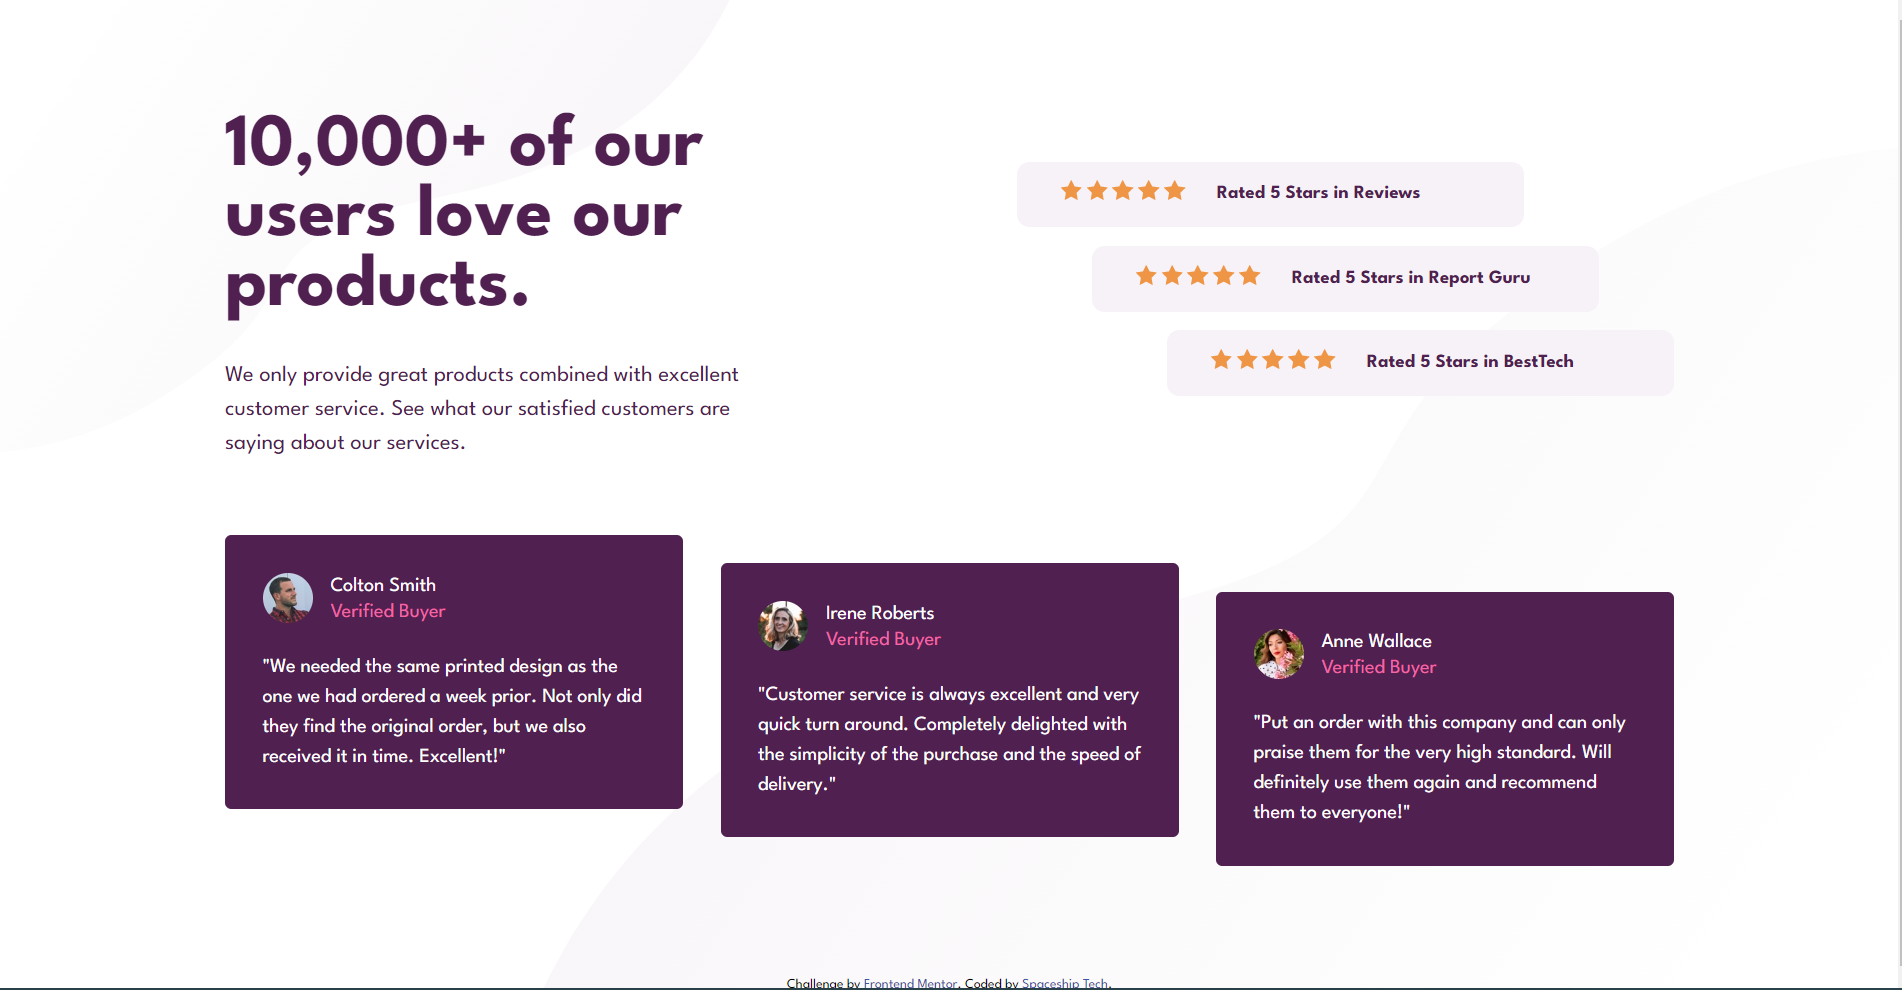 10,000+ of our
users love our
products.
We only provide great products combined with excellent
customer service. See what our satisfied customers are
saying about our services.
Rated 5 Stars in Reviews
Rated 5 Stars in Report Guru
Rated 5 Stars in BestTech
Colton Smith
Verified Buyer
"We needed the same printed design as the
one we had ordered a week prior. Not only did
they find the original order, but we also
received it in time. Excellent!"
Irene Roberts
Verified Buyer
"Customer service is always excellent and very
quick turn around. Completely delighted with
the simplicity of the purchase and the speed of
delivery."
Anne Wallace
Verified Buyer
"Put an order with this company and can only
praise them for the very high standard. Will
definitely use them again and recommend
them to everyone!"
Challenge by Frontend Mentor. Coded by Spaceship Tech.